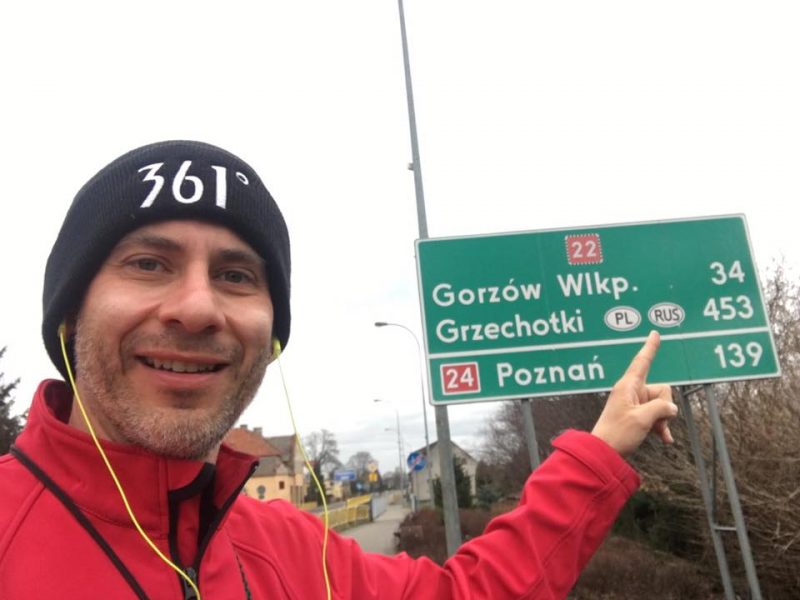 361°
22
Gorzów Wlkp. 34
Grzechotki PL RUS 453
24 Poznań 139